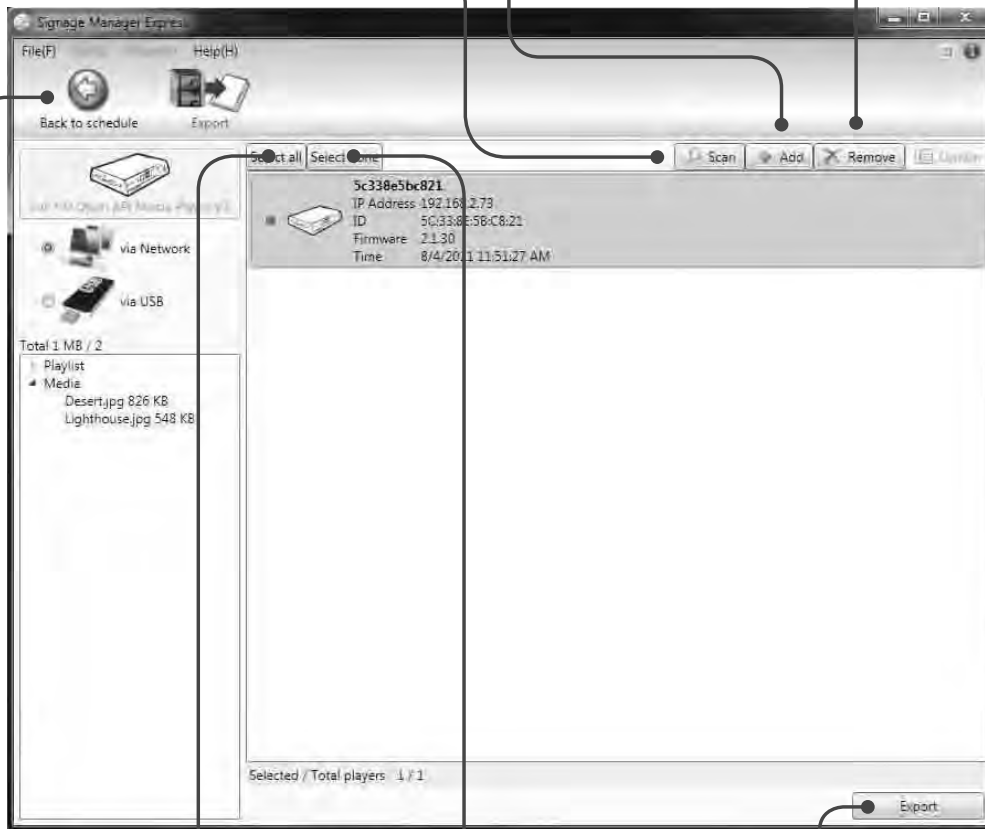 Signage Manager Express
File(F) Help(H)
Back to schedule Export
Select all Select none Scan Add Remove
5c338e5bc821
IP Address 192.168.2.73
ID 5C:33:8E:5B:C8:21
Firmware 2.1.30
Time 8/4/2011 11:51:27 AM
via Network
via USB
Total 1 MB / 2
Playlist
Media
Desert.jpg 826 KB
Lighthouse.jpg 548 KB
Selected / Total players 1 / 1
Export